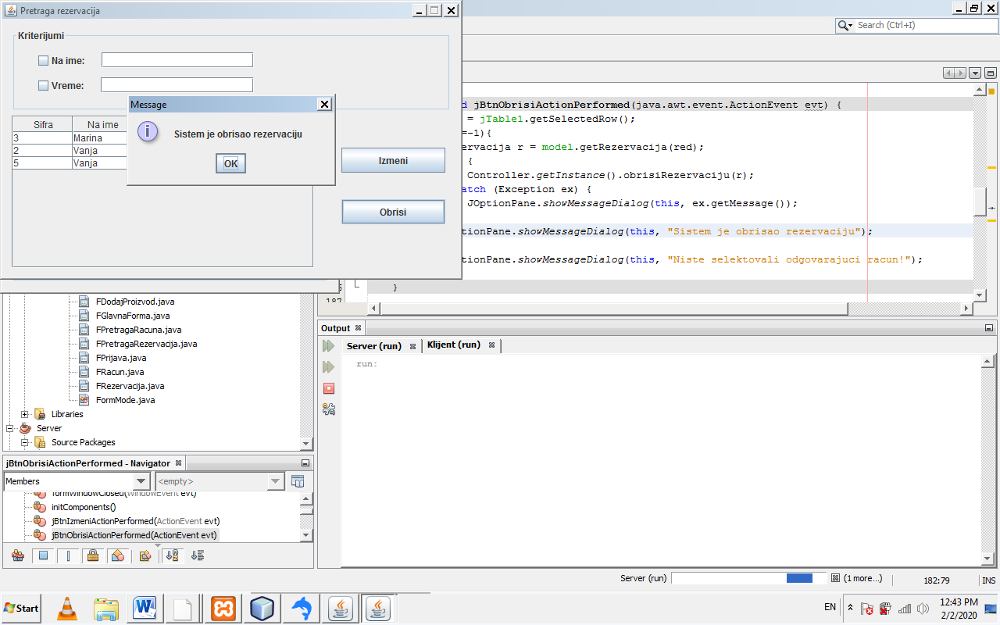 Pretraga rezervacija
Kriterijumi
Na ime:
Vreme:
Sifra Na ime
3 Marina
2 Vanja
5 Vanja
Izmeni
Obrisi
Message
Sistem je obrisao rezervaciju
OK
Search (Ctrl+I)
d jBtnObrisiActionPerformed(java.awt.event.ActionEvent evt) {
= jTable1.getSelectedRow();
=-1){
ervacija r = model.getRezervacija(red);
{
Controller.getInstance().obrisiRezervaciju(r);
atch (Exception ex) {
JOptionPane.showMessageDialog(this, ex.getMessage());
tionPane.showMessageDialog(this, "Sistem je obrisao rezervaciju");
tionPane.showMessageDialog(this, "Niste selektovali odgovarajuci racun!");
}
187
FDodajProizvod.java
FGlavnaForma.java
FPretragaRacuna.java
FPretragaRezervacija.java
FPrijava.java
FRacun.java
FRezervacija.java
FormMode.java
Libraries
Server
Source Packages
jBtnObrisiActionPerformed - Navigator
Members <empty>
formWindowClosed(WindowEvent evt)
initComponents()
jBtnIzmeniActionPerformed(ActionEvent evt)
jBtnObrisiActionPerformed(ActionEvent evt)
Output
Server (run) Klijent (run)
run:
Server (run) (1 more...) 182:79 INS
Start
EN
12:43 PM
2/2/2020